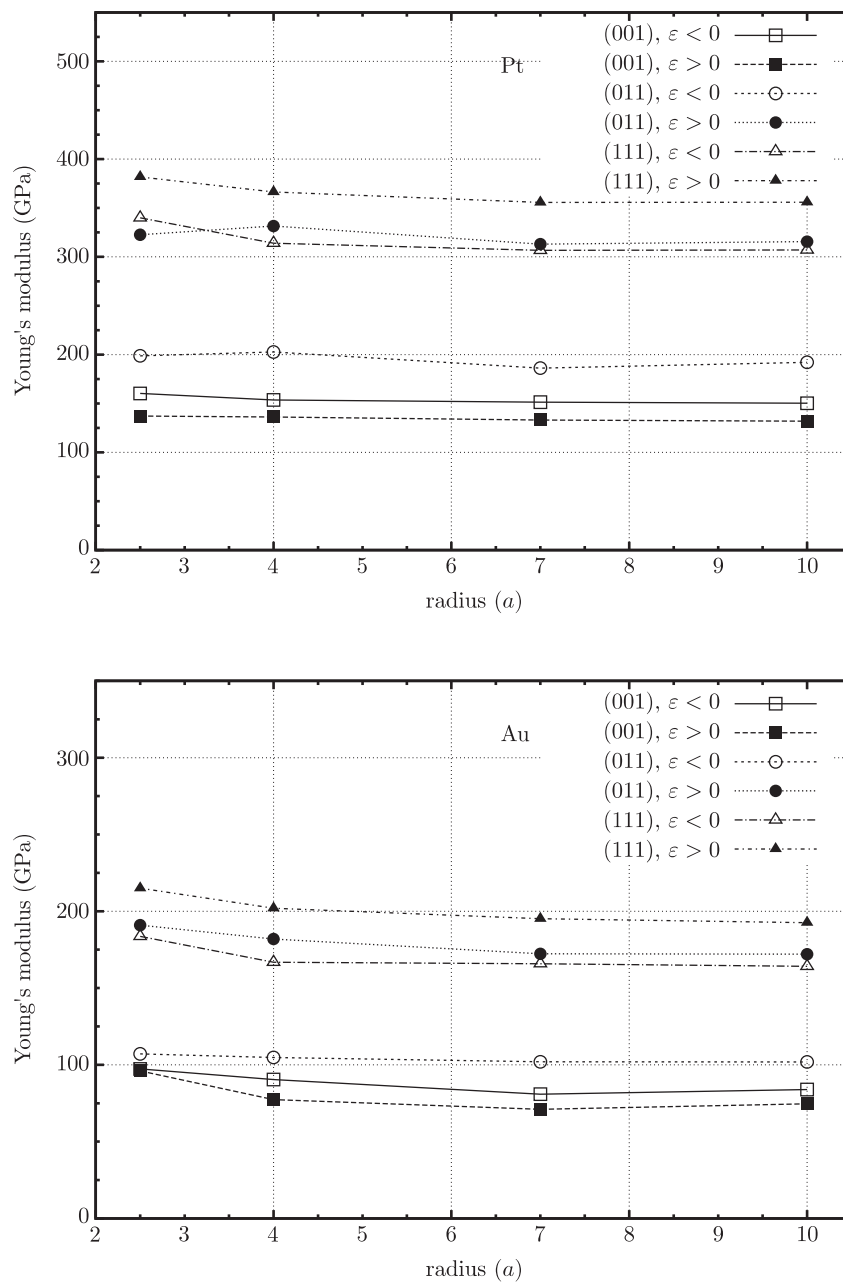 (001), ε < 0
(001), ε > 0
(011), ε < 0
(011), ε > 0
(111), ε < 0
(111), ε > 0
Pt
Young's modulus (GPa)
500
400
300
200
100
0
2 3 4 5 6 7 8 9 10
radius (a)
(001), ε < 0
(001), ε > 0
(011), ε < 0
(011), ε > 0
(111), ε < 0
(111), ε > 0
Au
Young's modulus (GPa)
300
200
100
0
2 3 4 5 6 7 8 9 10
radius (a)